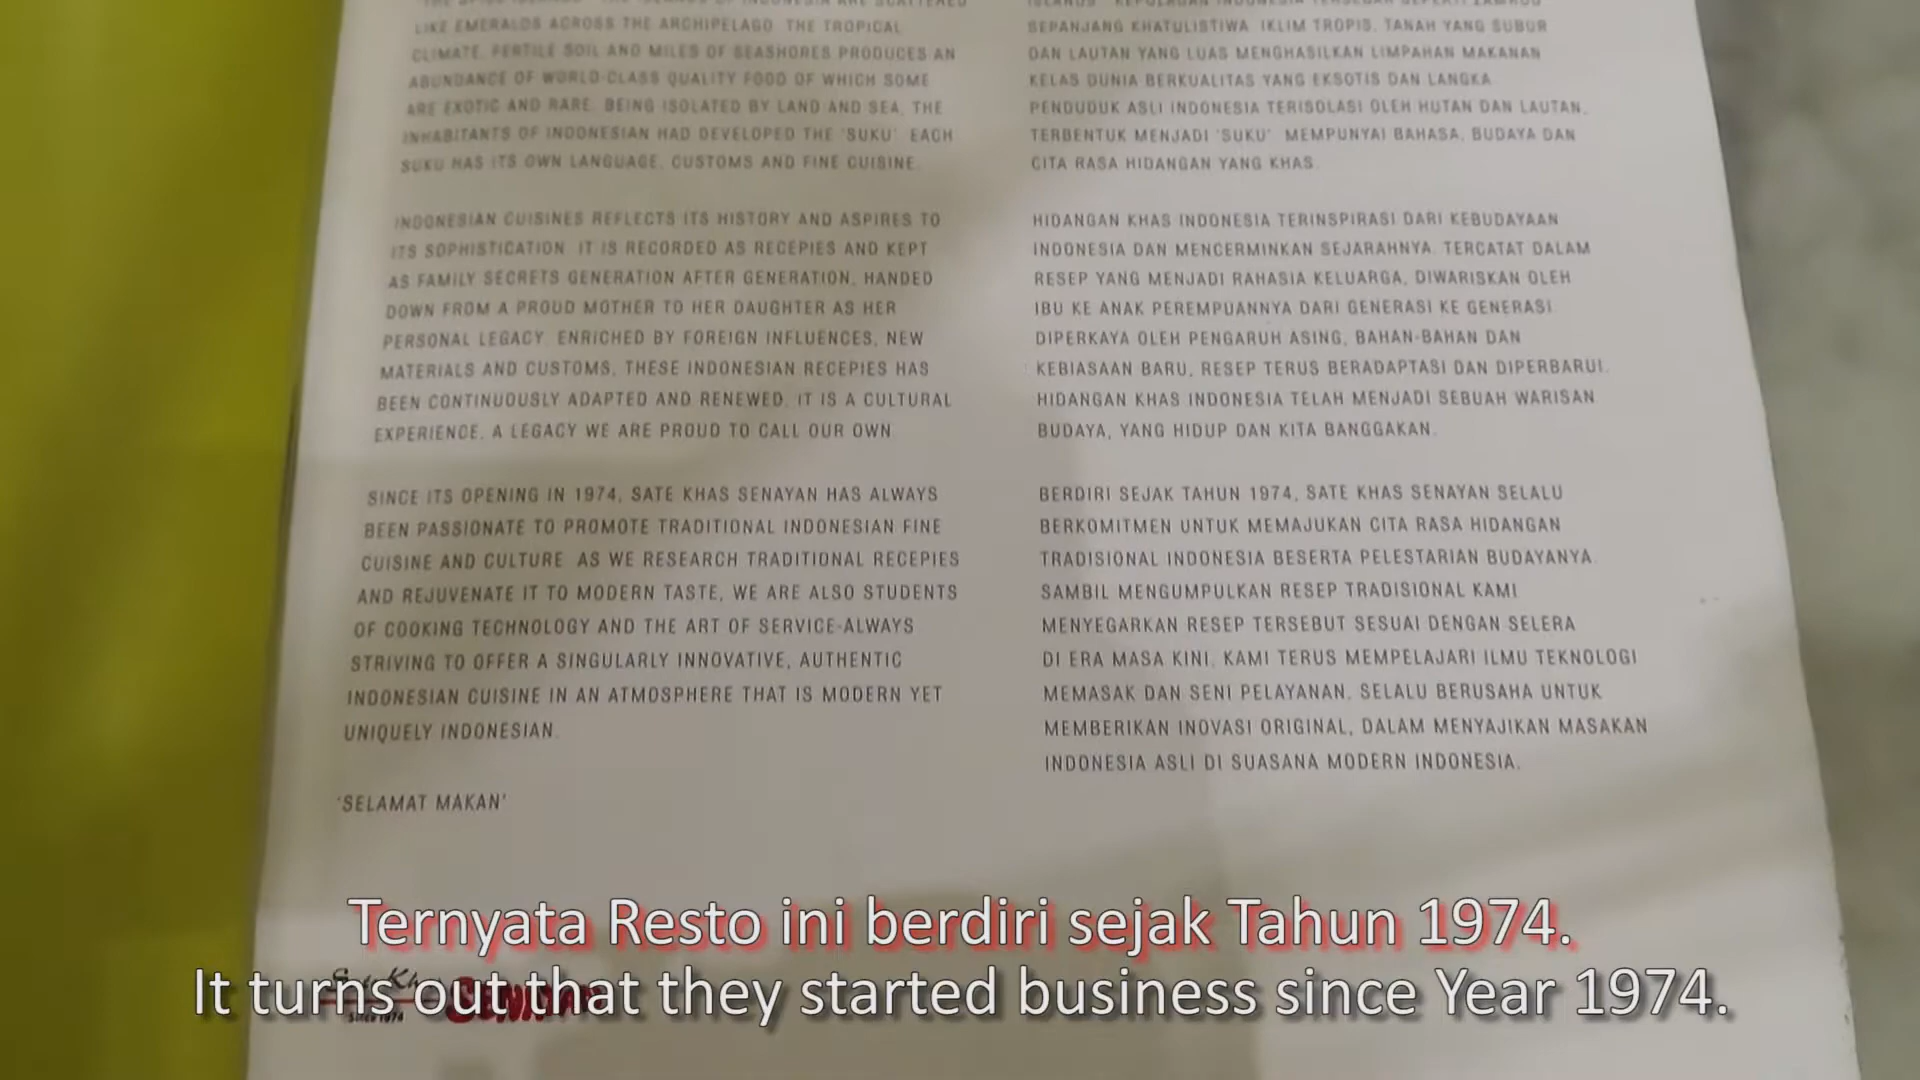 LIKE EMERALDS ACROSS THE ARCHIPELAGO THE TROPICAL
CLIMATE, FERTILE SOIL AND MILES OF SEASHORES PRODUCES AN
ABUNDANCE OF WORLD-CLASS QUALITY FOOD OF WHICH SOME
ARE EXOTIC AND RARE. BEING ISOLATED BY LAND AND SEA, THE
INHABITANTS OF INDONESIAN HAD DEVELOPED THE 'SUKU' EACH
SUKU HAS ITS OWN LANGUAGE, CUSTOMS AND FINE CUISINE.
INDONESIAN CUISINES REFLECTS ITS HISTORY AND ASPIRES TO
ITS SOPHISTICATION. IT IS RECORDED AS RECEPIES AND KEPT
AS FAMILY SECRETS GENERATION AFTER GENERATION, HANDED
DOWN FROM A PROUD MOTHER TO HER DAUGHTER AS HER
PERSONAL LEGACY. ENRICHED BY FOREIGN INFLUENCES, NEW
MATERIALS AND CUSTOMS, THESE INDONESIAN RECEPIES HAS
BEEN CONTINUOUSLY ADAPTED AND RENEWED. IT IS A CULTURAL
EXPERIENCE, A LEGACY WE ARE PROUD TO CALL OUR OWN
SINCE ITS OPENING IN 1974, SATE KHAS SENAYAN HAS ALWAYS
BEEN PASSIONATE TO PROMOTE TRADITIONAL INDONESIAN FINE
CUISINE AND CULTURE AS WE RESEARCH TRADITIONAL RECEPIES
AND REJUVENATE IT TO MODERN TASTE, WE ARE ALSO STUDENTS
OF COOKING TECHNOLOGY AND THE ART OF SERVICE-ALWAYS
STRIVING TO OFFER A SINGULARLY INNOVATIVE, AUTHENTIC
INDONESIAN CUISINE IN AN ATMOSPHERE THAT IS MODERN YET
UNIQUELY INDONESIAN.
'SELAMAT MAKAN'
SEPANJANG KHATULISTIWA IKLIM TROPIS, TANAH YANG SUBUR
DAN LAUTAN YANG LUAS MENGHASILKAN LIMPAHAN MAKANAN
KELAS DUNIA BERKUALITAS YANG EKSOTIS DAN LANGKA
PENDUDUK ASLI INDONESIA TERISOLASI OLEH HUTAN DAN LAUTAN,
TERBENTUK MENJADI 'SUKU' MEMPUNYAI BAHASA, BUDAYA DAN
CITA RASA HIDANGAN YANG KHAS
HIDANGAN KHAS INDONESIA TERINSPIRASI DARI KEBUDAYAAN
INDONESIA DAN MENCERMINKAN SEJARAHNYA. TERCATAT DALAM
RESEP YANG MENJADI RAHASIA KELUARGA, DIWARISKAN OLEH
IBU KE ANAK PEREMPUANNYA DARI GENERASI KE GENERASI
DIPERKAYA OLEH PENGARUH ASING, BAHAN-BAHAN DAN
KEBIASAAN BARU, RESEP TERUS BERADAPTASI DAN DIPERBARUI.
HIDANGAN KHAS INDONESIA TELAH MENJADI SEBUAH WARISAN
BUDAYA, YANG HIDUP DAN KITA BANGGAKAN.
BERDIRI SEJAK TAHUN 1974, SATE KHAS SENAYAN SELALU
BERKOMITMEN UNTUK MEMAJUKAN CITA RASA HIDANGAN
TRADISIONAL INDONESIA BESERTA PELESTARIAN BUDAYANYA.
SAMBIL MENGUMPULKAN RESEP TRADISIONAL KAMI
MENYEGARKAN RESEP TERSEBUT SESUAI DENGAN SELERA
DI ERA MASA KINI. KAMI TERUS MEMPELAJARI ILMU TEKNOLOGI
MEMASAK DAN SENI PELAYANAN. SELALU BERUSAHA UNTUK
MEMBERIKAN INOVASI ORIGINAL, DALAM MENYAJIKAN MASAKAN
INDONESIA ASLI DI SUASANA MODERN INDONESIA.
Ternyata Resto ini berdiri sejak Tahun 1974.
It turns out that they started business since Year 1974.